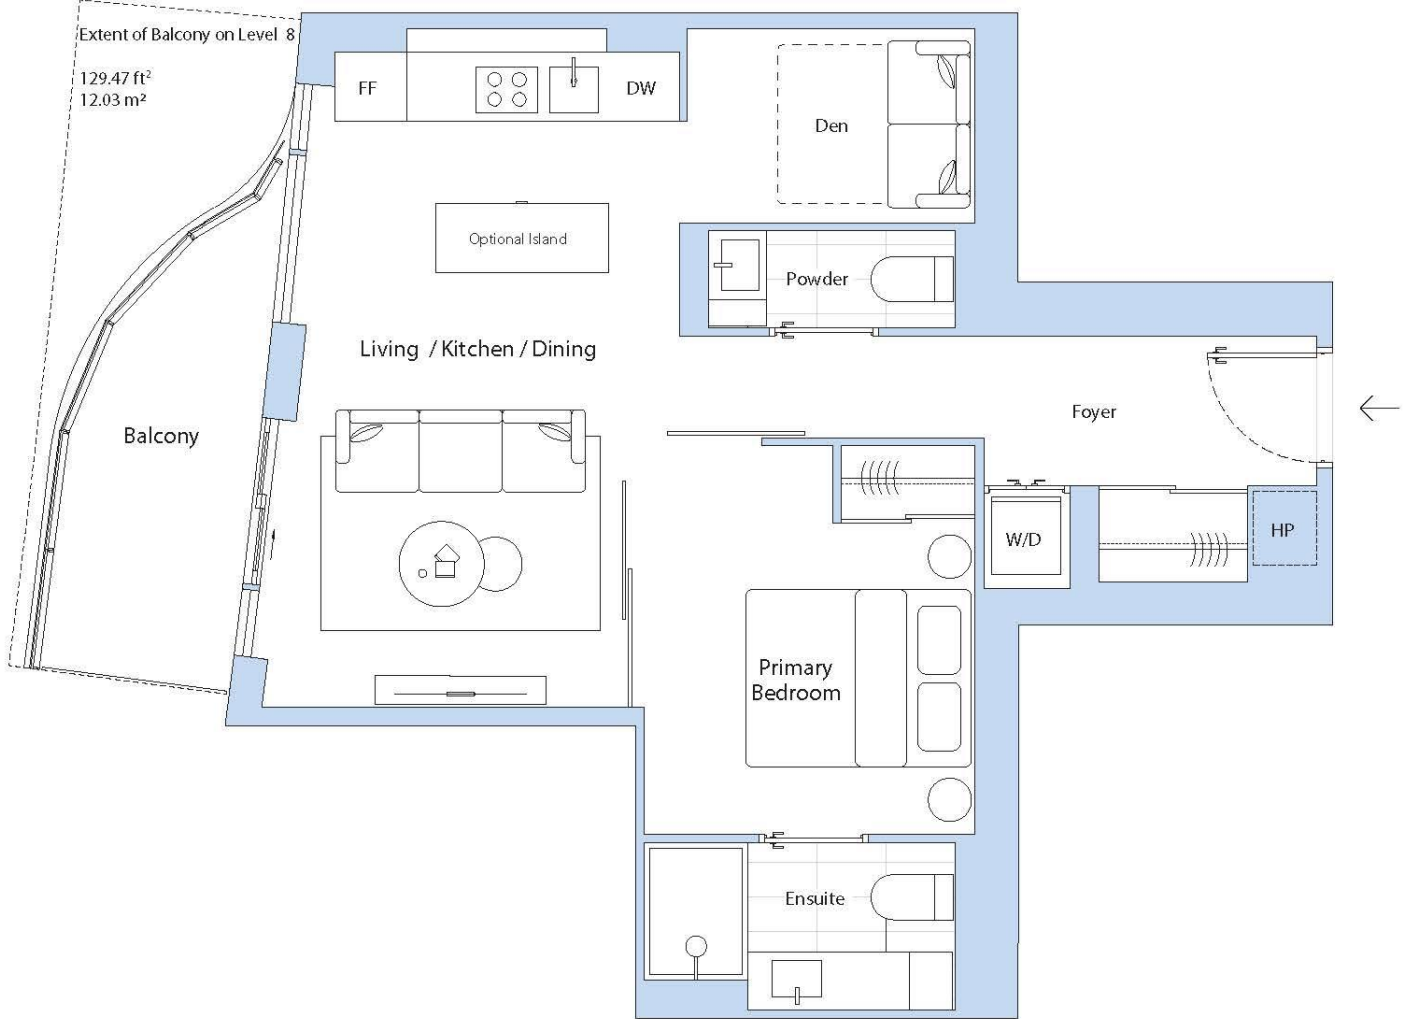 Extent of Balcony on Level 8
129.47 ft²
12.03 m²
FF
DW
Den
Optional Island
Powder
Living / Kitchen / Dining
Foyer
Balcony
W/D
HP
Primary
Bedroom
Ensuite